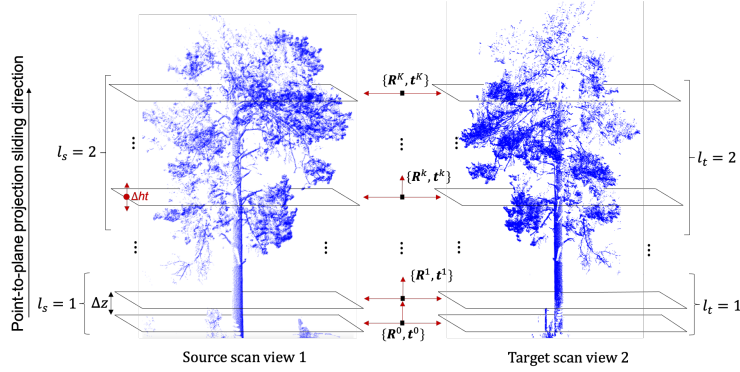 Point-to-plane projection sliding direction
{R^K, t^K}
l_s = 2
l_t = 2
{R^k, t^k}
Δht
{R^1, t^1}
l_s = 1
Δz
l_t = 1
{R^0, t^0}
Source scan view 1
Target scan view 2